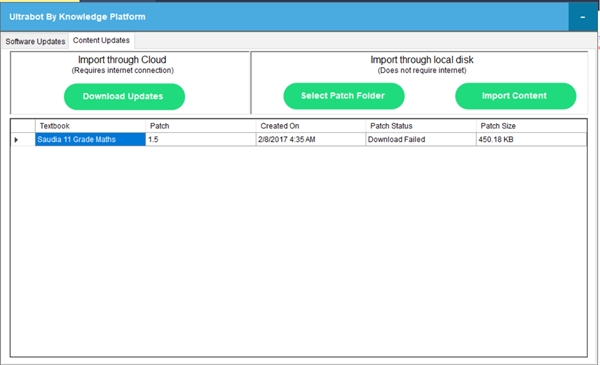 Ultrabot By Knowledge Platform
-
Software Updates Content Updates
Import through Cloud
(Requires internet connection)
Download Updates
Import through local disk
(Does not require internet)
Select Patch Folder Import Content
Textbook Patch Created On Patch Status Patch Size
Saudia 11 Grade Maths 1.5 2/8/2017 4:35 AM Download Failed 450.18 KB